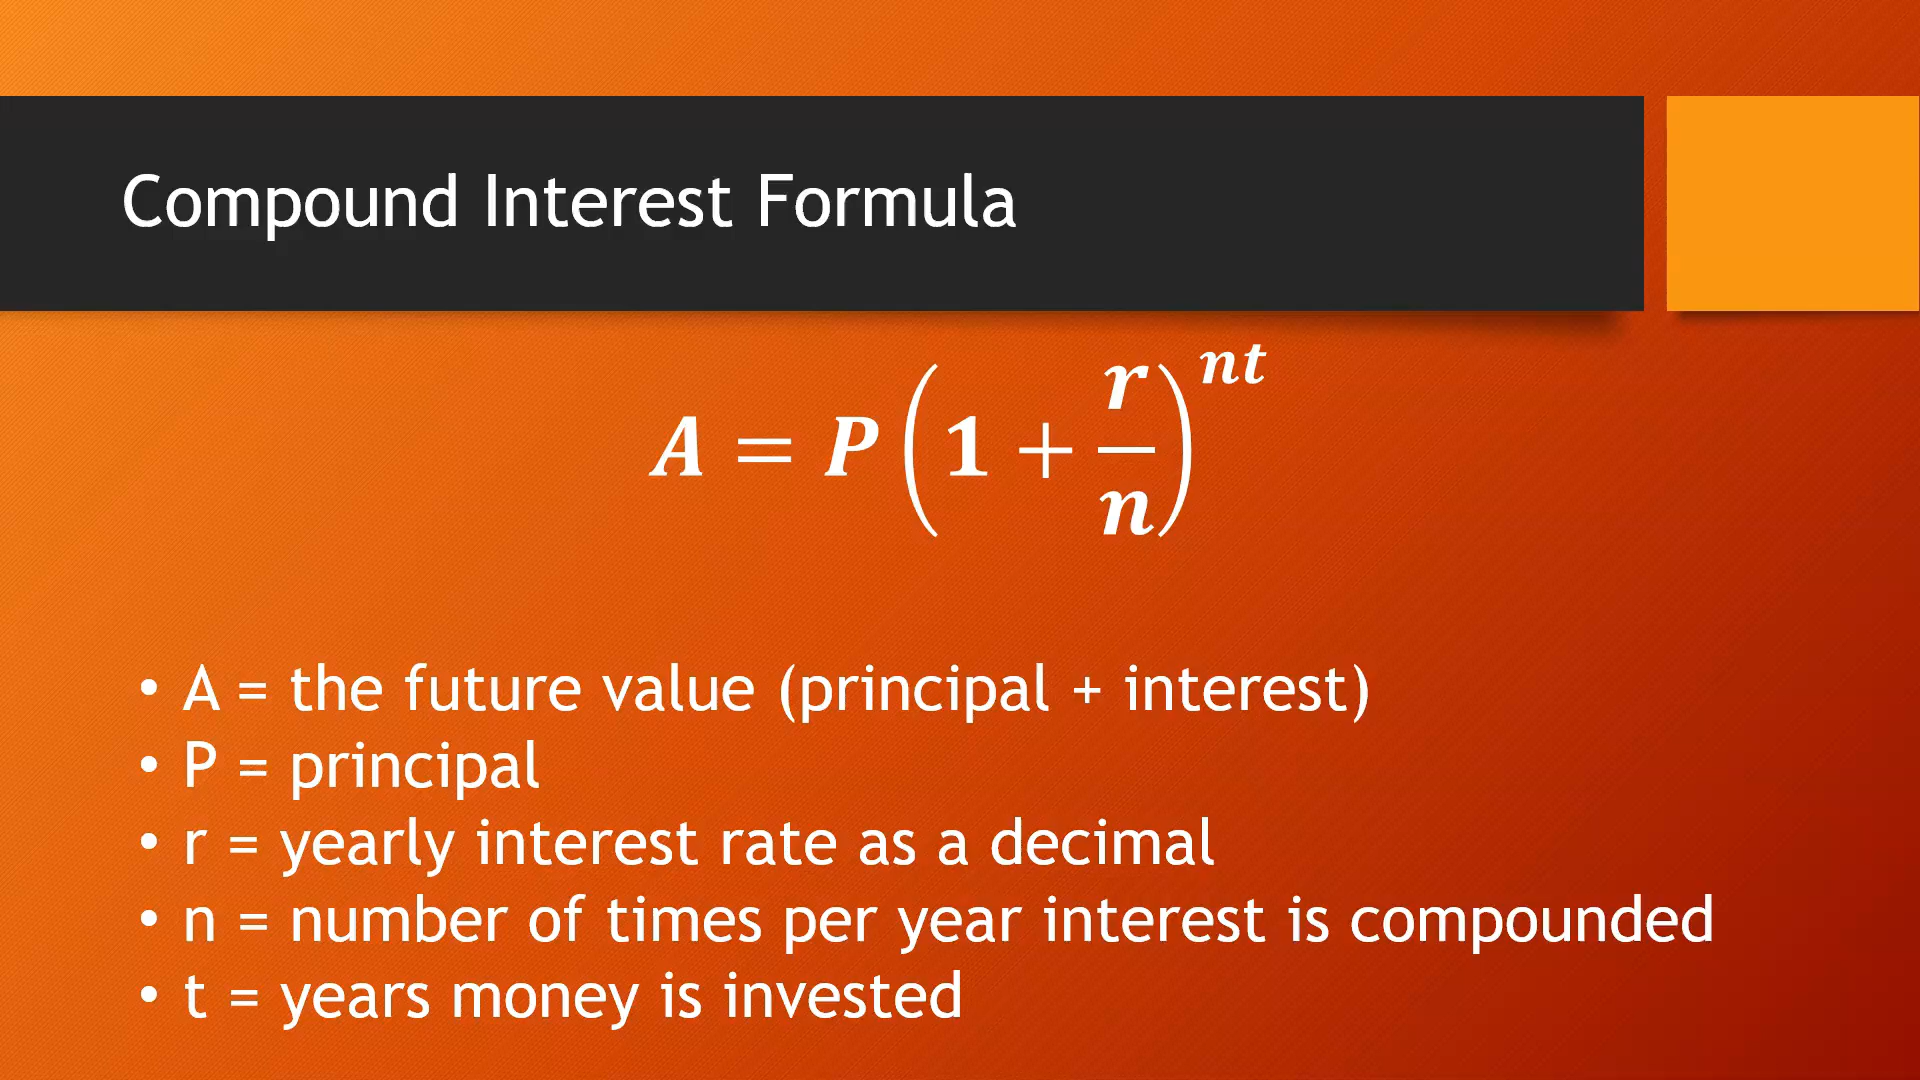 Compound Interest Formula
A = P(1 + r/n)^nt
• A = the future value (principal + interest)
• P = principal
• r = yearly interest rate as a decimal
• n = number of times per year interest is compounded
• t = years money is invested